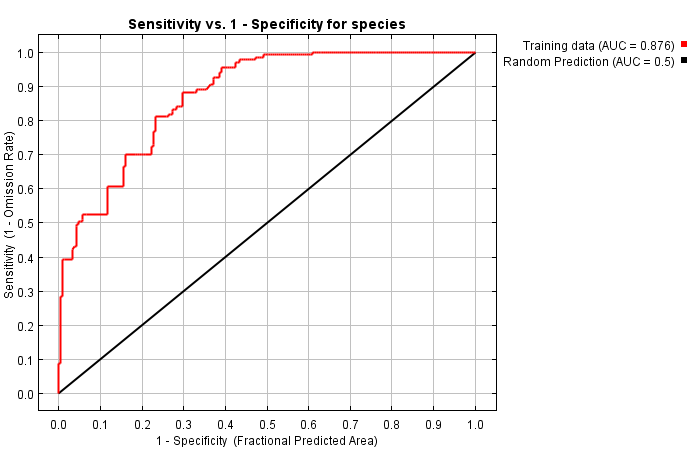 Sensitivity vs. 1 - Specificity for species
Training data (AUC = 0.876)
Random Prediction (AUC = 0.5)
Sensitivity (1 - Omission Rate)
1.0
0.9
0.8
0.7
0.6
0.5
0.4
0.3
0.2
0.1
0.0
0.0 0.1 0.2 0.3 0.4 0.5 0.6 0.7 0.8 0.9 1.0
1 - Specificity (Fractional Predicted Area)